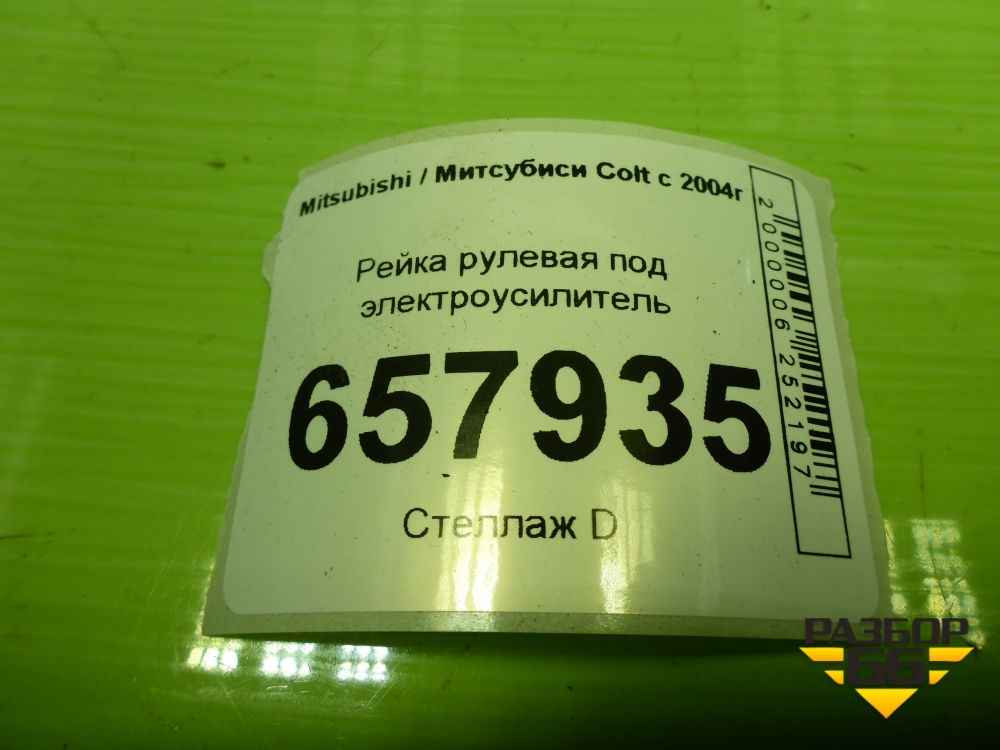 Mitsubishi / Митсубиси Colt с 2004г
Рейка рулевая под
электроусилитель
657935
Стеллаж D
2000006252197
РАЗБОР
66